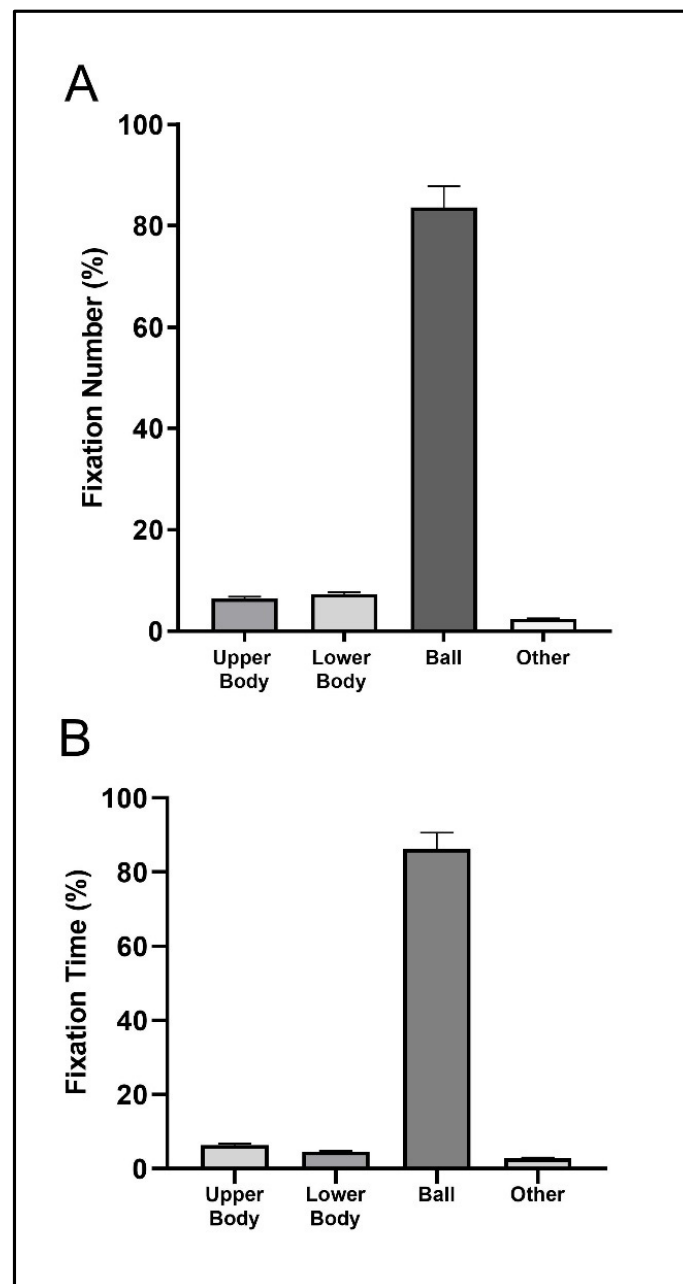 A
100
80
60
40
20
0
Fixation Number (%)
Upper Body
Lower Body
Ball
Other
B
100
80
60
40
20
0
Fixation Time (%)
Upper Body
Lower Body
Ball
Other